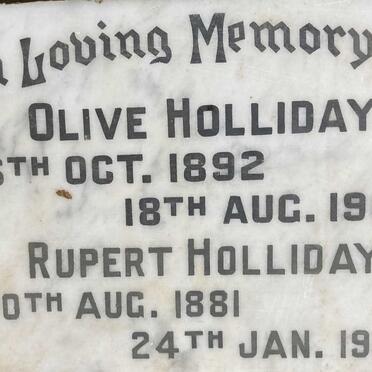 Loving Memory
OLIVE HOLLIDAY
TH OCT. 1892
18TH AUG. 19
RUPERT HOLLIDAY
0TH AUG. 1881
24TH JAN. 19